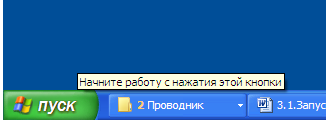 Начните работу с нажатия этой кнопки
пуск
2 Проводник
3.1.Запус